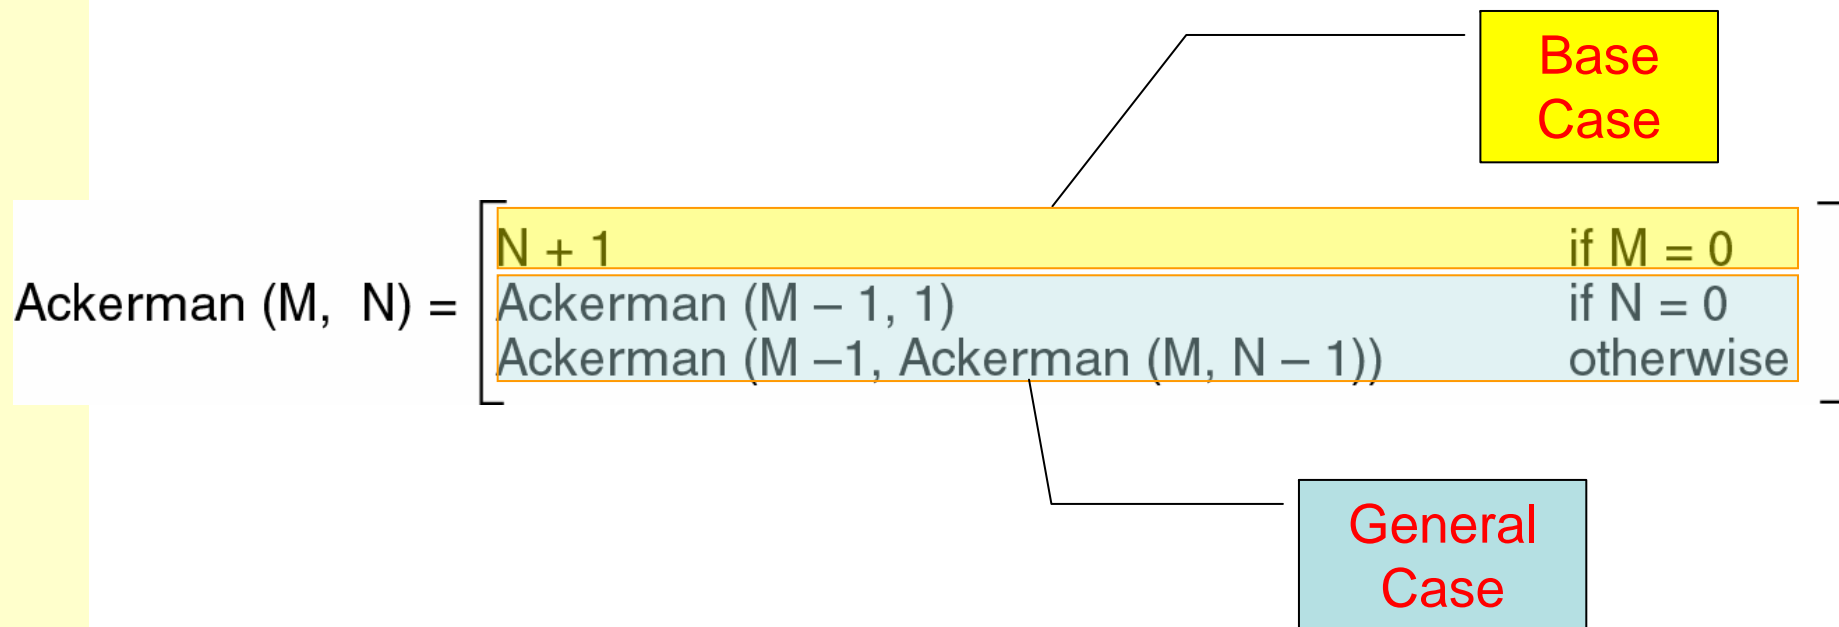 Base
Case
N + 1 if M = 0
Ackerman (M, N) = Ackerman (M – 1, 1) if N = 0
Ackerman (M –1, Ackerman (M, N – 1)) otherwise
General
Case